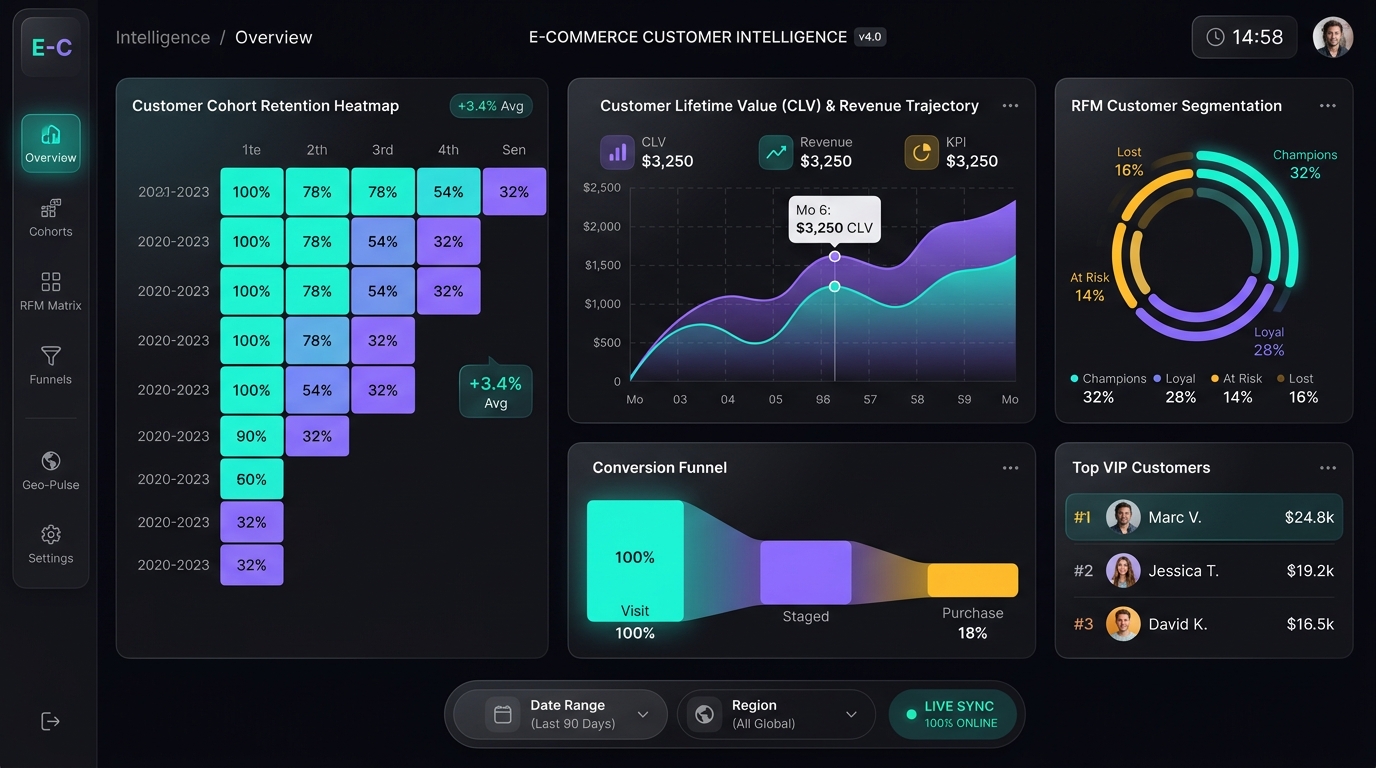 E-C
Intelligence / Overview
E-COMMERCE CUSTOMER INTELLIGENCE v4.0
14:58
Overview
Cohorts
RFM Matrix
Funnels
Geo-Pulse
Settings
Customer Cohort Retention Heatmap
+3.4% Avg
1te 2th 3rd 4th Sen
2021-2023 100% 78% 78% 54% 32%
2020-2023 100% 78% 54% 32%
2020-2023 100% 78% 54% 32%
2020-2023 100% 78% 32%
2020-2023 100% 54% 32%
2020-2023 90% 32%
2020-2023 60%
2020-2023 32%
2020-2023 32%
+3.4%
Avg
Customer Lifetime Value (CLV) & Revenue Trajectory
CLV
$3,250
Revenue
$3,250
KPI
$3,250
$2,500
$2,000
$1,500
$1,000
$500
0
Mo 6:
$3,250 CLV
Mo 03 04 05 96 S7 S8 S9 Mo
RFM Customer Segmentation
Lost
16%
Champions
32%
At Risk
14%
Loyal
28%
Champions Loyal At Risk Lost
32% 28% 14% 16%
Conversion Funnel
100%
Visit
100%
Staged
Purchase
18%
Top VIP Customers
#1 Marc V. $24.8k
#2 Jessica T. $19.2k
#3 David K. $16.5k
Date Range
(Last 90 Days)
Region
(All Global)
LIVE SYNC
100% ONLINE